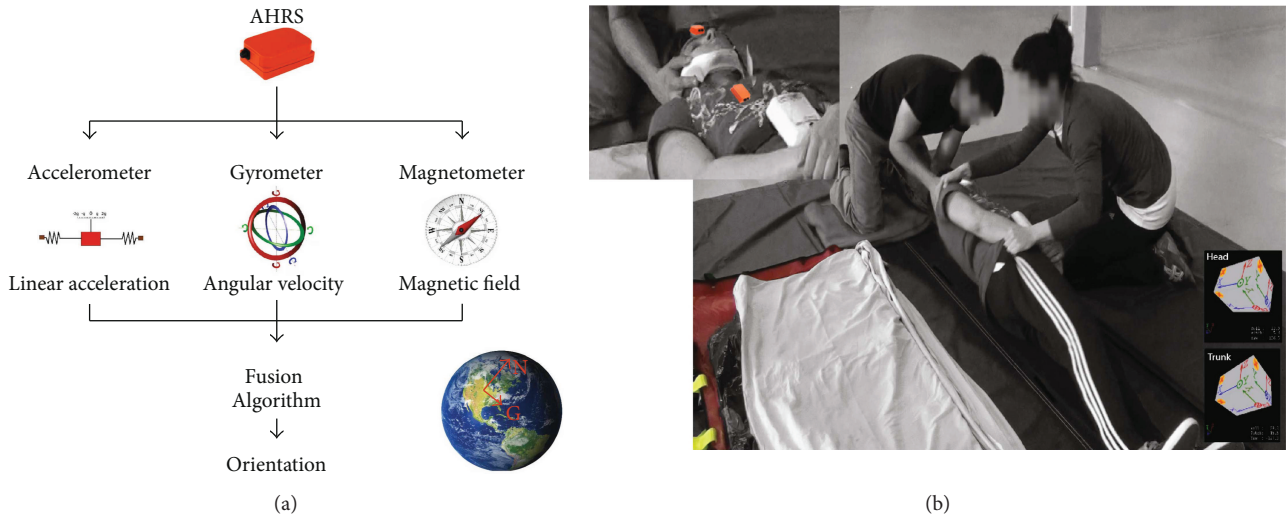 AHRS
Accelerometer
Gyrometer
Magnetometer
Linear acceleration
Angular velocity
Magnetic field
N
G
Fusion
Algorithm
Orientation
(a)
Head
Trunk
(b)